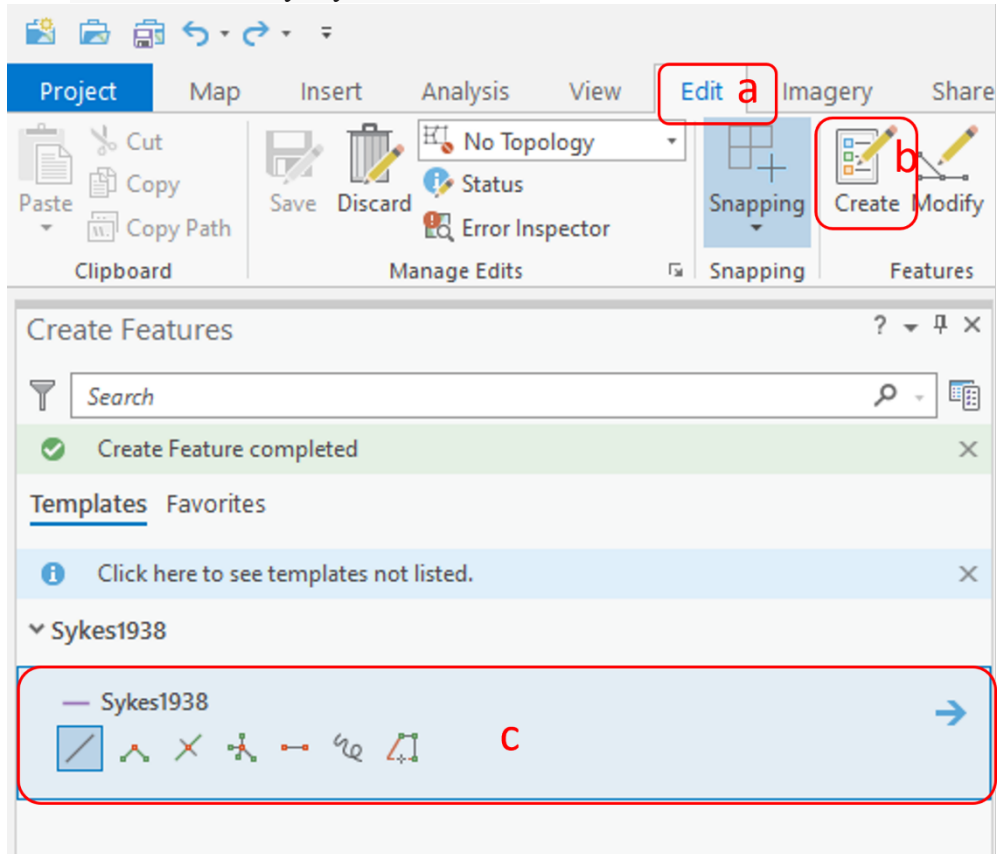 Project Map Insert Analysis View Edit a Imagery Share
Cut No Topology b
Copy Status
Paste Save Discard Snapping Create Modify
Copy Path Error Inspector
Clipboard Manage Edits Snapping Features
Create Features ?
Search
Create Feature completed
Templates Favorites
Click here to see templates not listed.
Sykes1938
Sykes1938
c